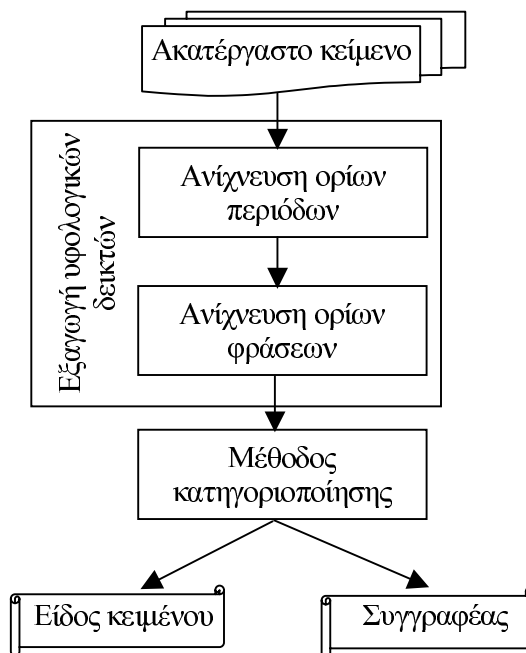 Ακατέργαστο κείμενο
Εξαγωγή υφολογικών
δεικτών
Ανίχνευση ορίων
περιόδων
Ανίχνευση ορίων
φράσεων
Μέθοδος
κατηγοριοποίησης
Είδος κειμένου
Συγγραφέας